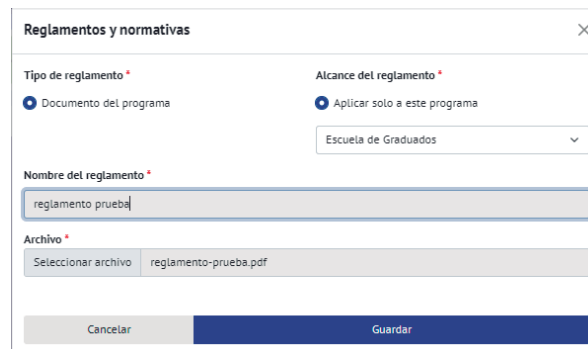 Reglamentos y normativas
Tipo de reglamento *
Alcance del reglamento *
Documento del programa
Aplicar solo a este programa
Escuela de Graduados
Nombre del reglamento *
reglamento prueba
Archivo *
Seleccionar archivo reglamento-prueba.pdf
Cancelar
Guardar